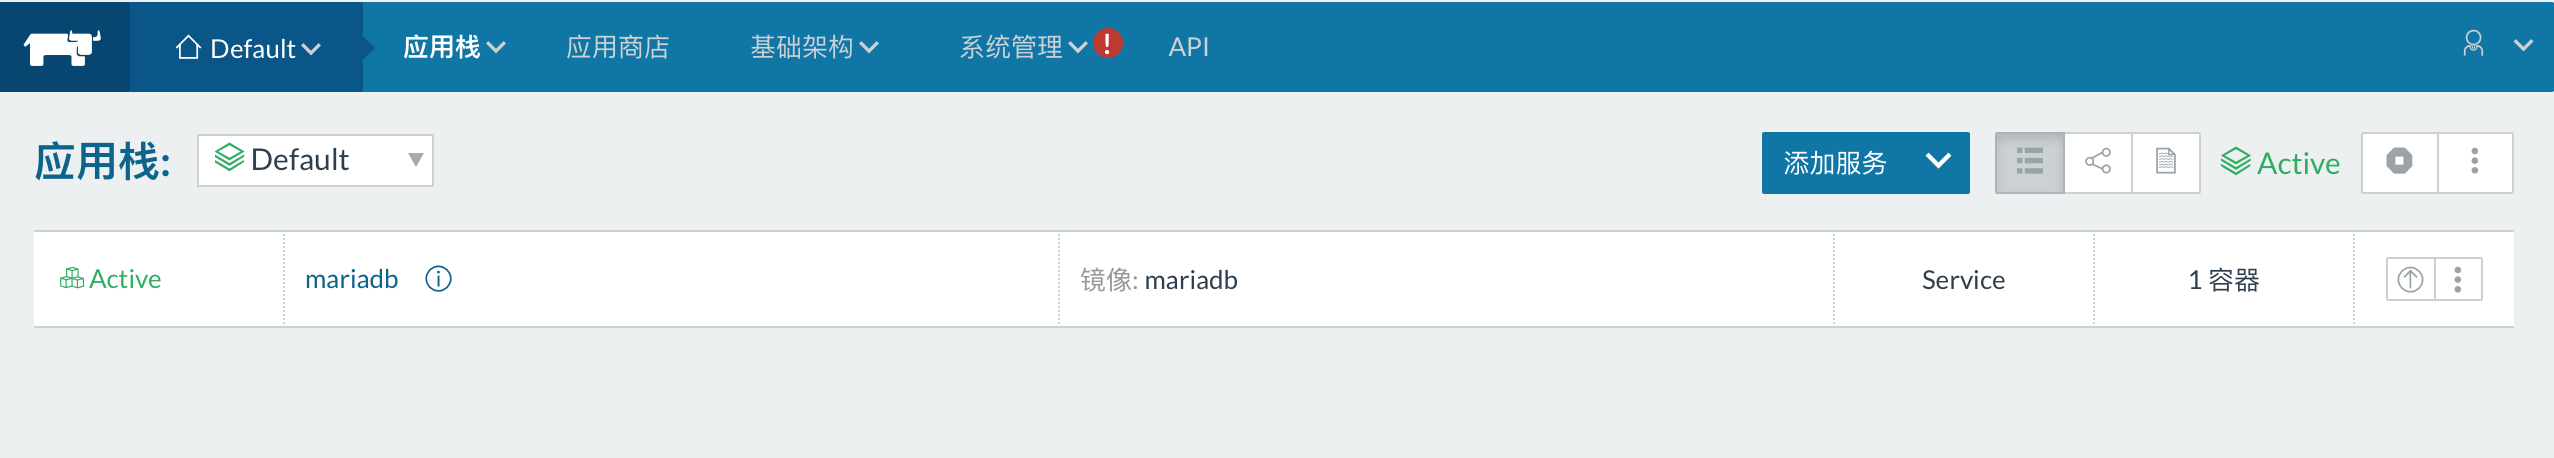 Default 应用栈 应用商店 基础架构 系统管理 ! API
应用栈: Default 添加服务 Active
Active mariadb 镜像: mariadb Service 1 容器